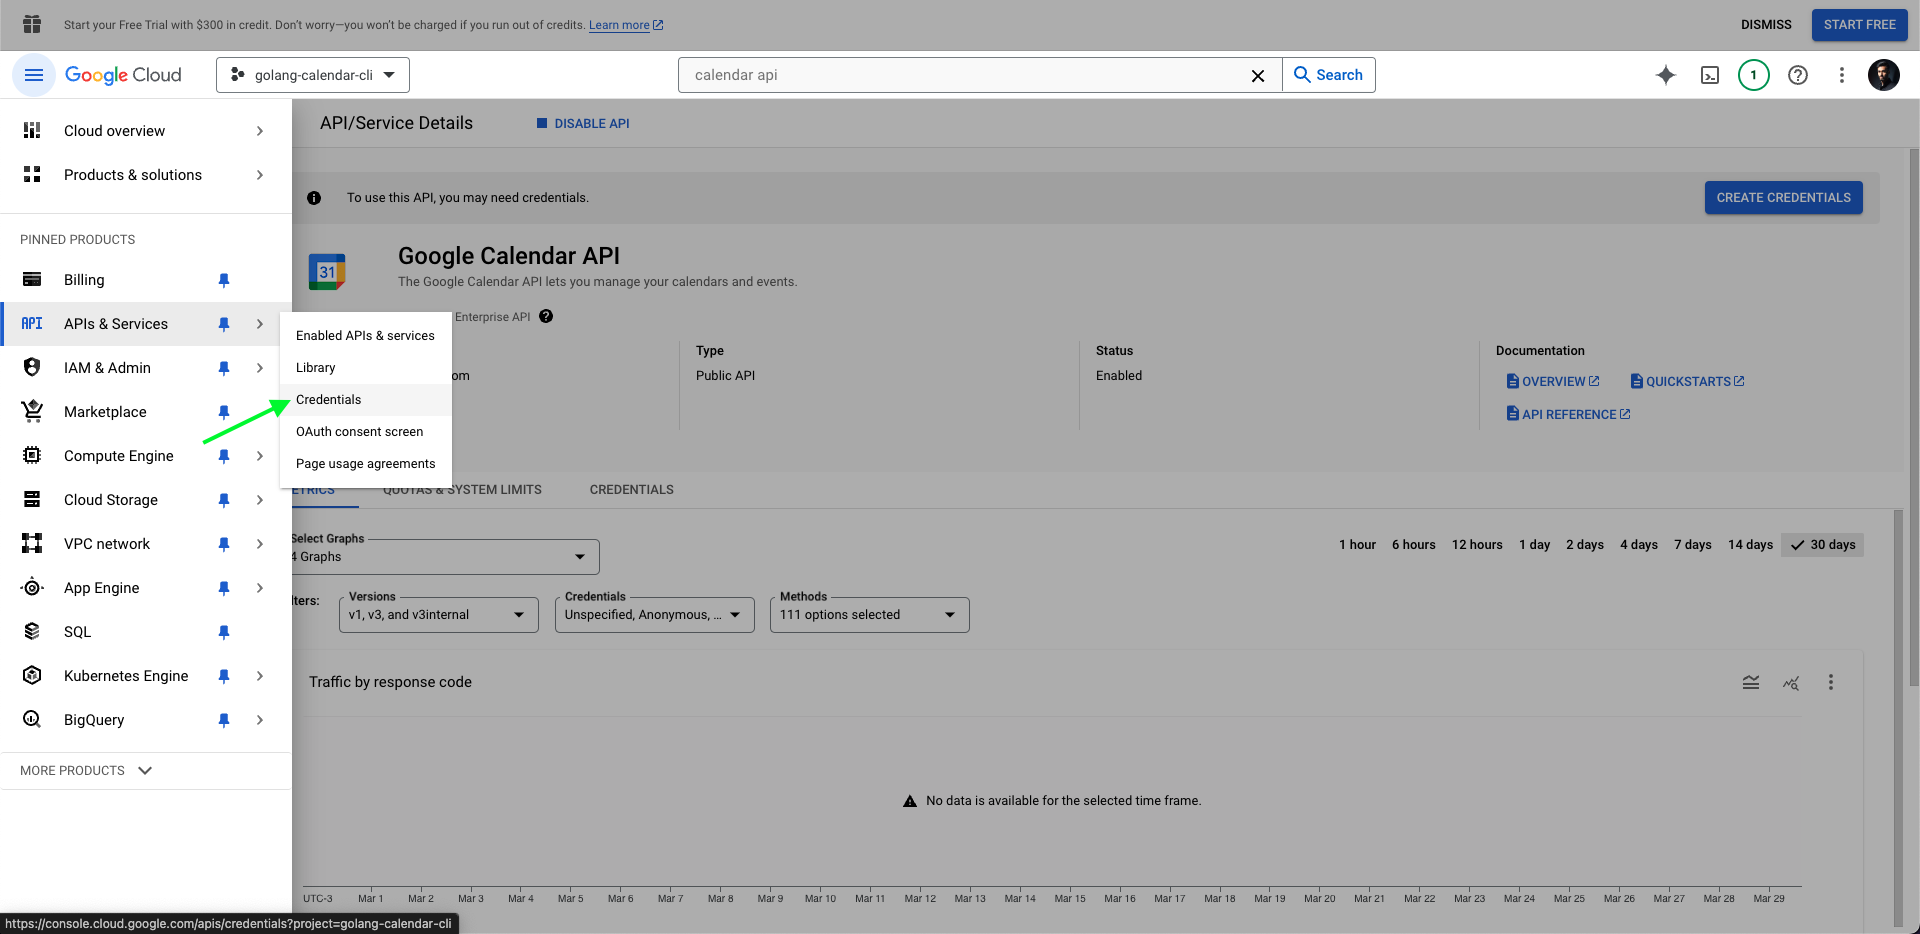 Start your Free Trial with $300 in credit. Don't worry—you won't be charged if you run out of credits. Learn more
DISMISS
START FREE
Google Cloud
golang-calendar-cli
calendar api
Search
1
Cloud overview
Products & solutions
PINNED PRODUCTS
Billing
API
APIs & Services
IAM & Admin
Marketplace
Compute Engine
Cloud Storage
VPC network
App Engine
SQL
Kubernetes Engine
BigQuery
MORE PRODUCTS
Enabled APIs & services
Library
Credentials
OAuth consent screen
Page usage agreements
API/Service Details
DISABLE API
To use this API, you may need credentials.
CREATE CREDENTIALS
31
Google Calendar API
The Google Calendar API lets you manage your calendars and events.
Enterprise API
om
Type
Public API
Status
Enabled
Documentation
OVERVIEW
QUICKSTARTS
API REFERENCE
ETRICS
QUOTAS & SYSTEM LIMITS
CREDENTIALS
Select Graphs
4 Graphs
1 hour
6 hours
12 hours
1 day
2 days
4 days
7 days
14 days
30 days
lters:
Versions
v1, v3, and v3internal
Credentials
Unspecified, Anonymous, ...
Methods
111 options selected
Traffic by response code
No data is available for the selected time frame.
UTC-3 Mar 1 Mar 2 Mar 3 Mar 4 Mar 5 Mar 6 Mar 7 Mar 8 Mar 9 Mar 10 Mar 11 Mar 12 Mar 13 Mar 14 Mar 15 Mar 16 Mar 17 Mar 18 Mar 19 Mar 20 Mar 21 Mar 22 Mar 23 Mar 24 Mar 25 Mar 26 Mar 27 Mar 28 Mar 29
https://console.cloud.google.com/apis/credentials?project=golang-calendar-cli